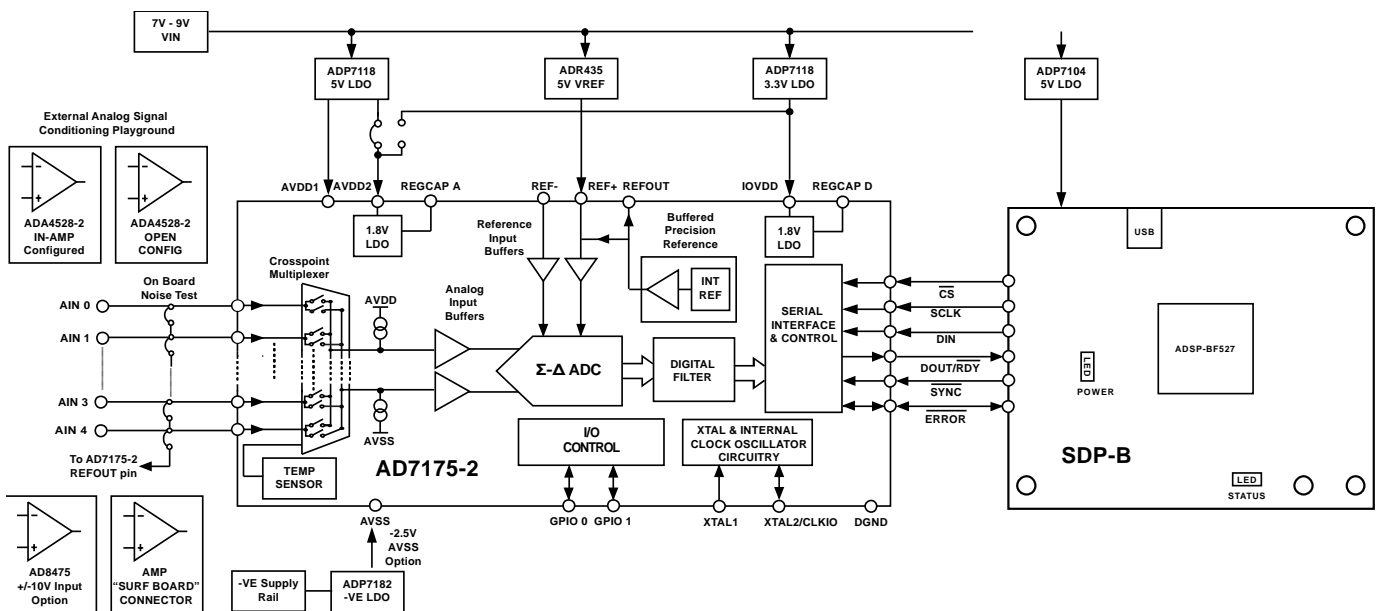 7V - 9V
VIN
ADP7118
5V LDO
ADR435
5V VREF
ADP7118
3.3V LDO
ADP7104
5V LDO
External Analog Signal
Conditioning Playground
ADA4528-2
IN-AMP
Configured
ADA4528-2
OPEN
CONFIG
AVDD1
AVDD2
REGCAP A
REF-
REF+
REFOUT
IOVDD
REGCAP D
1.8V
LDO
Reference
Input
Buffers
Buffered
Precision
Reference
INT
REF
1.8V
LDO
USB
On Board
Noise Test
Crosspoint
Multiplexer
AIN 0
AIN 1
AIN 3
AIN 4
AVDD
AVSS
Analog
Input
Buffers
Σ-Δ ADC
DIGITAL
FILTER
SERIAL
INTERFACE
& CONTROL
CS
SCLK
DIN
DOUT/RDY
SYNC
ERROR
ADSP-BF527
LED
POWER
To AD7175-2
REFOUT pin
TEMP
SENSOR
AD7175-2
I/O
CONTROL
XTAL & INTERNAL
CLOCK OSCILLATOR
CIRCUITRY
SDP-B
LED
STATUS
AVSS
GPIO 0
GPIO 1
XTAL1
XTAL2/CLKIO
DGND
-2.5V
AVSS
Option
AD8475
+/-10V Input
Option
AMP
“SURF BOARD”
CONNECTOR
-VE Supply
Rail
ADP7182
-VE LDO